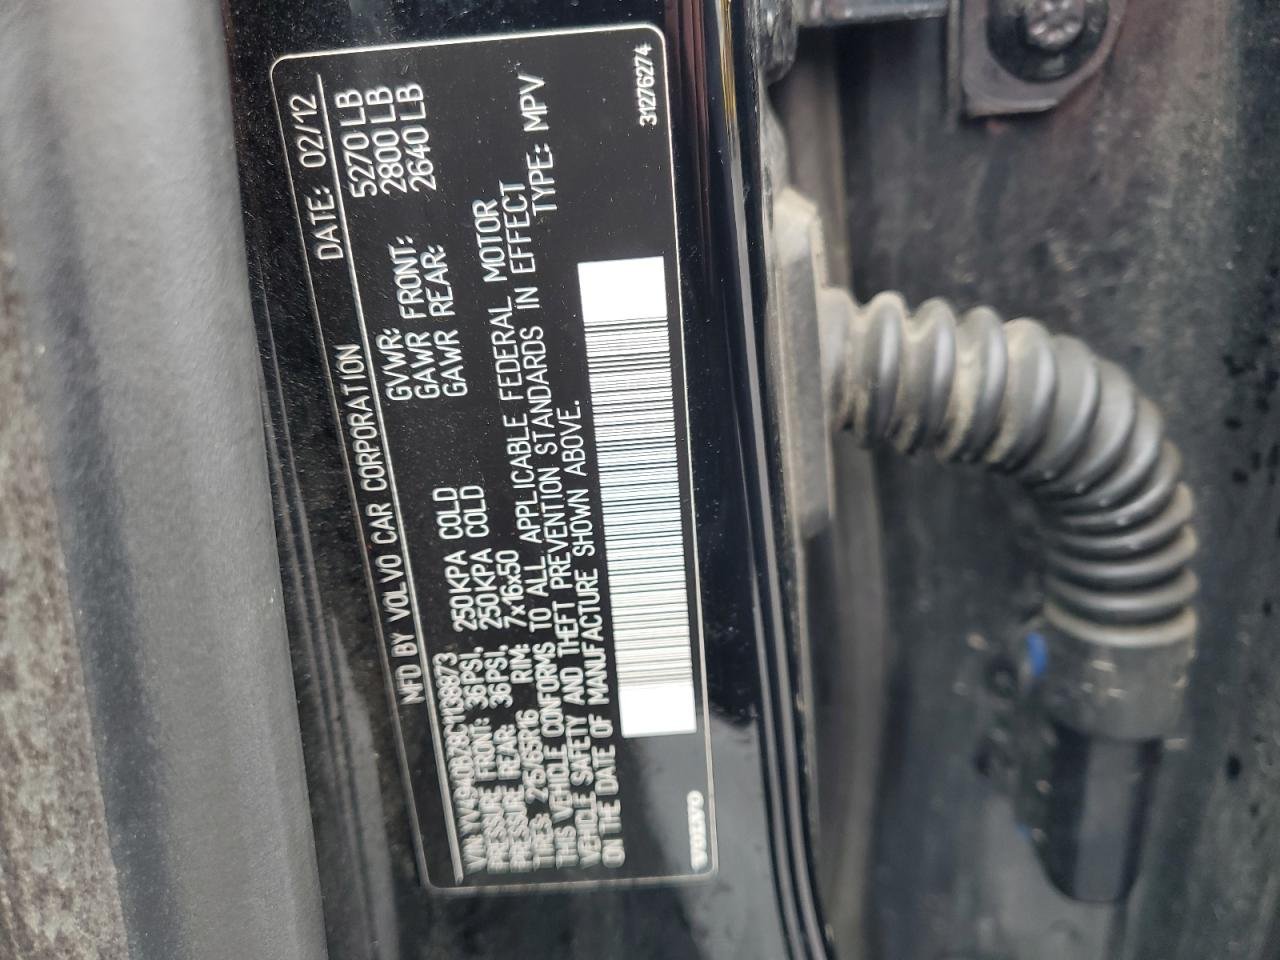 MFD BY VOLVO CAR CORPORATION DATE: 02/12
VIN: YV4940BZ8C1138873 GVWR: 5270 LB
PRESSURE FRONT: 36PSI, 250KPA COLD GAWR FRONT: 2800 LB
PRESSURE REAR: 36PSI, 250KPA COLD GAWR REAR: 2640 LB
TIRES: 215/65R16 RIM: 7x16x50
THIS VEHICLE CONFORMS TO ALL APPLICABLE FEDERAL MOTOR
VEHICLE SAFETY AND THEFT PREVENTION STANDARDS IN EFFECT
ON THE DATE OF MANUFACTURE SHOWN ABOVE. TYPE: MPV
VOLVO 31276274